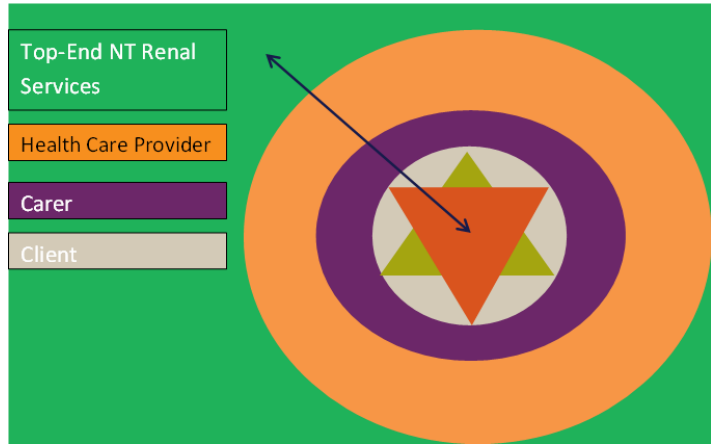 Top-End NT Renal
Services
Health Care Provider
Carer
Client